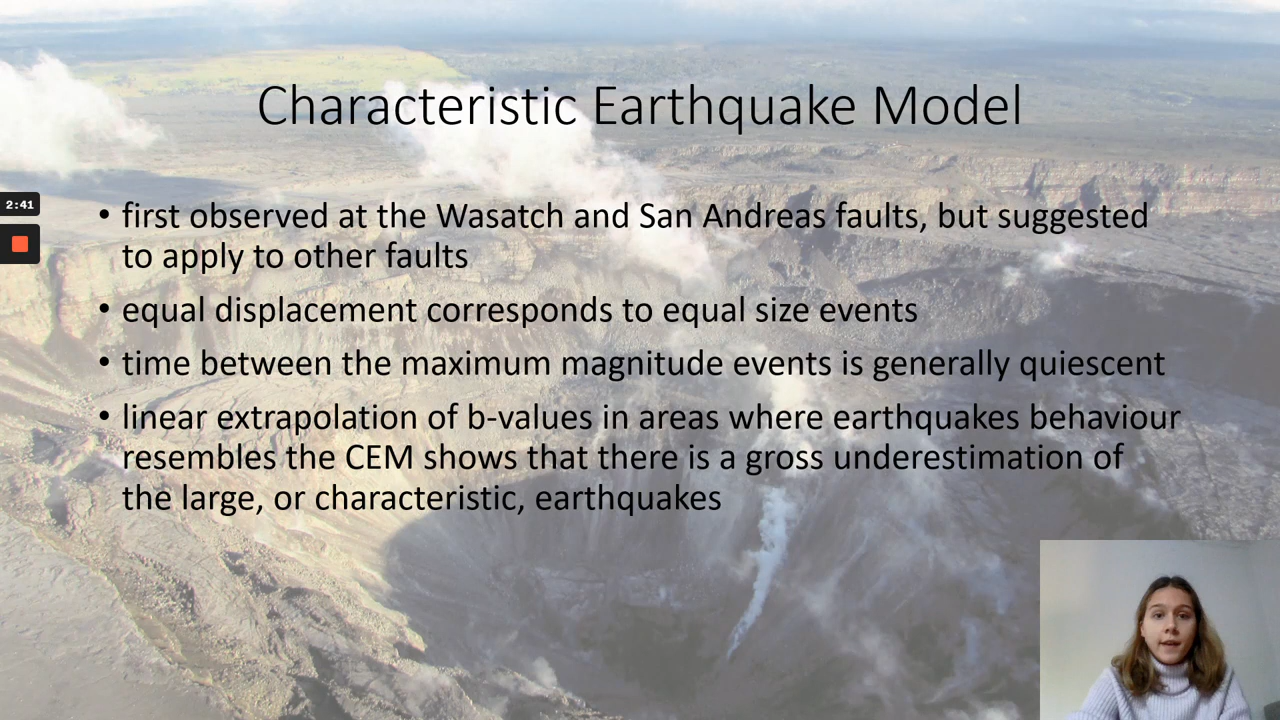 Characteristic Earthquake Model
2:41
• first observed at the Wasatch and San Andreas faults, but suggested
to apply to other faults
• equal displacement corresponds to equal size events
• time between the maximum magnitude events is generally quiescent
• linear extrapolation of b-values in areas where earthquakes behaviour
resembles the CEM shows that there is a gross underestimation of
the large, or characteristic, earthquakes